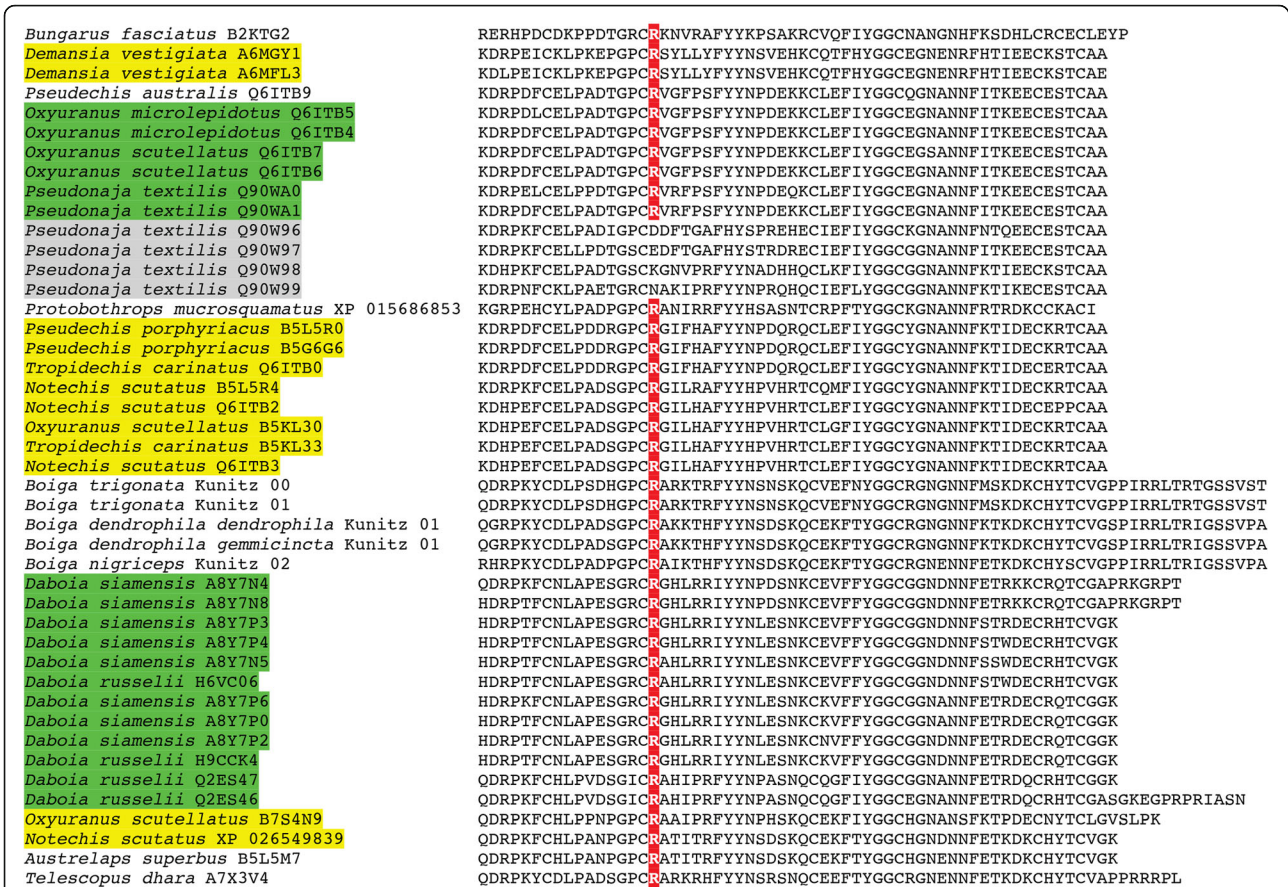 Bungarus fasciatus B2KTG2 RERHPDCDKPPDTGRCRKNVRAFYYKPSAKRCVQFIYGGCNANGNHFKSDHLCRCECLEYP
Demansia vestigiata A6MGY1 KDRPEICKLPKEPGPCRSYLLYFYYNSVEHKCQTFHYGGCEGNENRFHTIEECKSTCAA
Demansia vestigiata A6MFL3 KDLPEICKLPKEPGPCRSYLLYFYYNSVEHKCQTFHYGGCEGNENRFRTIEECKSTCAE
Pseudechis australis Q6ITB9 KDRPDFCELPADTGPCRVGFPSFYYNPDEKKCLEFIYGGCQGNANNFITKEECESTCAA
Oxyuranus microlepidotus Q6ITB5 KDRPDLCELPADTGPCRVGFPSFYYNPDEKKCLEFIYGGCEGNANNFITKEECESTCAA
Oxyuranus microlepidotus Q6ITB4 KDRPDFCELPADTGPCRVGFPSFYYNPDEKKCLEFIYGGCEGNANNFITKEECESTCAA
Oxyuranus scutellatus Q6ITB7 KDRPDFCELPADTGPCRVGFPSFYYNPDEKKCLEFIYGGCEGSANNFITKEECESTCAA
Oxyuranus scutellatus Q6ITB6 KDRPDFCELPADTGPCRVGFPSFYYNPDEKKCLEFIYGGCEGNANNFITKEECESTCAA
Pseudonaja textilis Q90WA0 KDRPELCELPPDTGPCRVRFPSFYYNPDEQKCLEFIYGGCEGNANNFITKEECESTCAA
Pseudonaja textilis Q90WA1 KDRPDFCELPADTGPCRVRFPSFYYNPDEKKCLEFIYGGCEGNANNFITKEECESTCAA
Pseudonaja textilis Q90W96 KDRPKFCELPADIGPCDDFTGAFHYSPREHECIEFIYGGCKGNANNFNTQEECESTCAA
Pseudonaja textilis Q90W97 KDRPKFCELLPDTGSCEDFTGAFHYSTRDRECIEFIYGGCGGNANNFITKEECESTCAA
Pseudonaja textilis Q90W98 KDHPKFCELPADTGSCKGNVPRFYYNADHHQCLKFIYGGCGGNANNFKTIEECKSTCAA
Pseudonaja textilis Q90W99 KDRPNFCKLPAETGRCNAKIPRFYYNPRQHQCIEFLYGGCGGNANNFKTIKECESTCAA
Protobothrops mucrosquamatus XP 015686853 KGRPEHCYLPADPGPCRANIRRFYYHSASNTCRPFTYGGCKGNANNFRTRDKCCKACI
Pseudechis porphyriacus B5L5R0 KDRPDFCELPDDRGPCRGIFHAFYYNPDQRQCLEFIYGGCYGNANNFKTIDECKRTCAA
Pseudechis porphyriacus B5G6G6 KDRPDFCELPDDRGPCRGIFHAFYYNPDQRQCLEFIYGGCYGNANNFKTIDECKRTCAA
Tropidechis carinatus Q6ITB0 KDRPDFCELPDDRGPCRGIFHAFYYNPDQRQCLEFIYGGCYGNANNFKTIDECERTCAA
Notechis scutatus B5L5R4 KDRPKFCELPADSGPCRGILRAFYYHPVHRTCQMFIYGGCYGNANNFKTIDECKRTCAA
Notechis scutatus Q6ITB2 KDHPEFCELPADSGPCRGILHAFYYHPVHRTCLEFIYGGCYGNANNFKTIDECEPPCAA
Oxyuranus scutellatus B5KL30 KDHPEFCELPADSGPCRGILHAFYYHPVHRTCLGFIYGGCYGNANNFKTIDECKRTCAA
Tropidechis carinatus B5KL33 KDHPEFCELPADSGPCRGILHAFYYHPVHRTCLEFIYGGCYGNANNFKTIDECKRTCAA
Notechis scutatus Q6ITB3 KDHPEFCELPADSGPCRGILHAFYYHPVHRTCLEFIYGGCYGNANNFKTIDECKRTCAA
Boiga trigonata Kunitz 00 QDRPKYCDLPSDHGPCRARKTRFYYNSNSKQCVEFNYGGCRGNGNNFMSKDKCHYTCVGPPIRRLTRTGSSVST
Boiga trigonata Kunitz 01 QDRPKYCDLPSDHGPCRARKTRFYYNSNSKQCVEFNYGGCRGNGNNFMSKDKCHYTCVGPPIRRLTRTGSSVST
Boiga dendrophila dendrophila Kunitz 01 QGRPKYCDLPADSGPCRAKKTHFYYNSDSKQCEKFTYGGCRGNGNNFKTKDKCHYTCVGSPIRRLTRIGSSVPA
Boiga dendrophila gemmicincta Kunitz 01 QGRPKYCDLPADSGPCRAKKTHFYYNSDSKQCEKFTYGGCRGNGNNFKTKDKCHYTCVGSPIRRLTRIGSSVPA
Boiga nigriceps Kunitz 02 RHRPKYCDLPADPGPCRAIKTHFYYNSDSKQCEKFTYGGCRGNENNFKTKDKCHYSCVGPPIRRLTRIGSSVPA
Daboia siamensis A8Y7N4 QDRPKFCNLAPESGRCRGHLRRIYYNPDSNKCEVFFYGGCGGNDNNFETRKKCRQTCGAPRKGRPT
Daboia siamensis A8Y7N8 HDRPTFCNLAPESGRCRGHLRRIYYNPDSNKCEVFFYGGCGGNDNNFETRKKCRQTCGAPRKGRPT
Daboia siamensis A8Y7P3 HDRPTFCNLAPESGRCRGHLRRIYYNLESNKCEVFFYGGCGGNDNNFSTRDECRHTCVGK
Daboia siamensis A8Y7P4 HDRPTFCNLAPESGRCRGHLRRIYYNLESNKCEVFFYGGCGGNDNNFSTWDECRHTCVGK
Daboia siamensis A8Y7N5 HDRPTFCNLAPESGRCRAHLRRIYYNLESNKCEVFFYGGCGGNDNNFSSWDECRHTCVGK
Daboia russelii H6VC06 HDRPTFCNLAPESGRCRAHLRRIYYNLESNKCEVFFYGGCGGNDNNFSTWDECRHTCVGK
Daboia siamensis A8Y7P6 HDRPKFCNLAPESGRCRGHLRRIYYNLESNKCKVFFYGGCGGNANNFETRDECRQTCGGK
Daboia siamensis A8Y7P0 HDRPTFCNLAPESGRCRGHLRRIYYNLESNKCKVFFYGGCGGNANNFETRDECRQTCGGK
Daboia siamensis A8Y7P2 HDRPTFCNLAPESGRCRGHLRRIYYNLESNKCNVFFYGGCGGNANNFETRDECRQTCGGK
Daboia russelii H9CCK4 HDRPTFCNLAPESGRCRGHLRRIYYNLESNKCKVFFYGGCGGNANNFETRDECRQTCGGK
Daboia russelii Q2ES47 QDRPKFCHLPVDSGICRAHIPRFYYNPASNQCQGFIYGGCGGNANNFETRDQCRHTCGGK
Daboia russelii Q2ES46 QDRPKFCHLPVDSGICRAHIPRFYYNPASNQCQGFIYGGCEGNANNFETRDQCRHTCGASGKEGPRPRIASN
Oxyuranus scutellatus B7S4N9 QDRPKFCHLPPNPGPCRAAIPRFYYNPHSKQCEKFIYGGCHGNANSFKTPDECNYTCLGVSLPK
Notechis scutatus XP 026549839 QDRPKFCHLPANPGPCRATITRFYYNSDSKQCEKFTYGGCHGNDNNFKTKDKCHYTCVGK
Austrelaps superbus B5L5M7 QDRPKFCHLPANPGPCRATITRFYYNSDSKQCEKFTYGGCHGNENNFKTKDKCHYTCVGK
Telescopus dhara A7X3V4 QDRPKYCDLPADSGPCRARKRHFYYNSRSNQCEEFTYGGCRGNENNFITKDKCHYTCVAPPRRRPL